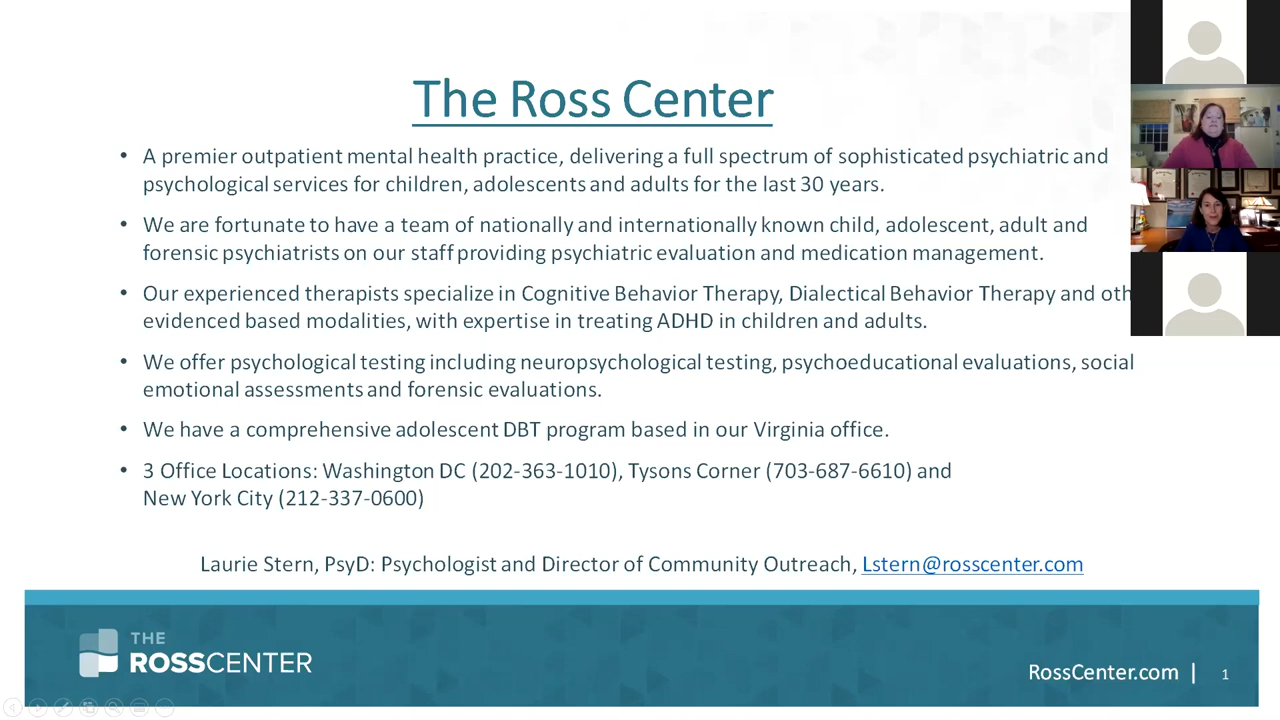 The Ross Center
• A premier outpatient mental health practice, delivering a full spectrum of sophisticated psychiatric and
psychological services for children, adolescents and adults for the last 30 years.
• We are fortunate to have a team of nationally and internationally known child, adolescent, adult and
forensic psychiatrists on our staff providing psychiatric evaluation and medication management.
• Our experienced therapists specialize in Cognitive Behavior Therapy, Dialectical Behavior Therapy and
evidenced based modalities, with expertise in treating ADHD in children and adults.
• We offer psychological testing including neuropsychological testing, psychoeducational evaluations, social
emotional assessments and forensic evaluations.
• We have a comprehensive adolescent DBT program based in our Virginia office.
• 3 Office Locations: Washington DC (202-363-1010), Tysons Corner (703-687-6610) and
New York City (212-337-0600)
Laurie Stern, PsyD: Psychologist and Director of Community Outreach, Lstern@rosscenter.com
THE
ROSSCENTER
RossCenter.com | 1